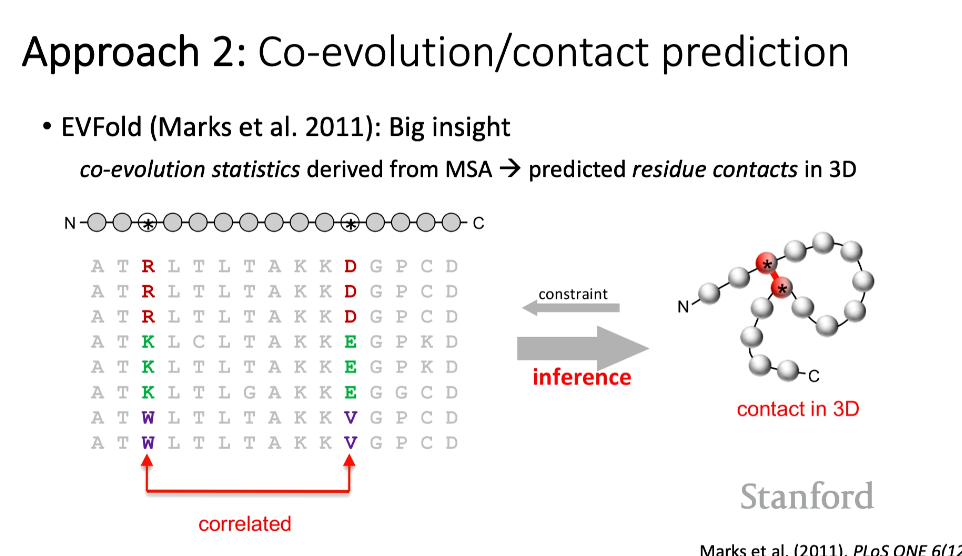 Approach 2: Co-evolution/contact prediction
• EVFold (Marks et al. 2011): Big insight
co-evolution statistics derived from MSA → predicted residue contacts in 3D
N * * C
A T R L T L T A K K D G P C D
A T R L T L T A K K D G P C D
A T R L T L T A K K D G P C D
A T K L C L T A K K E G P K D
A T K L T L T A K K E G P K D
A T K L T L G A K K E G G C D
A T W L T L T A K K V G P C D
A T W L T L T A K K V G P C D
correlated
constraint
inference
N * * C
contact in 3D
Stanford
Marks et al. (2011). PLoS ONE 6(12